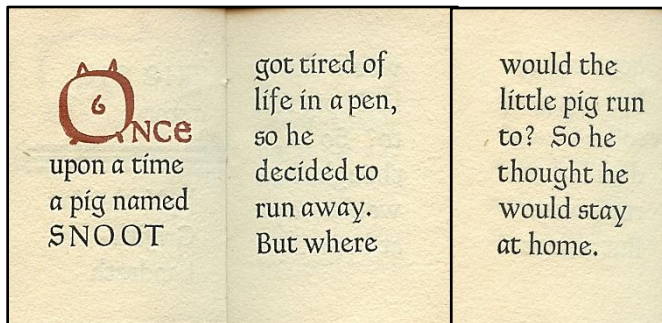 ONCE
upon a time
a pig named
SNOOT
got tired of
life in a pen,
so he
decided to
run away.
But where
would the
little pig run
to? So he
thought he
would stay
at home.